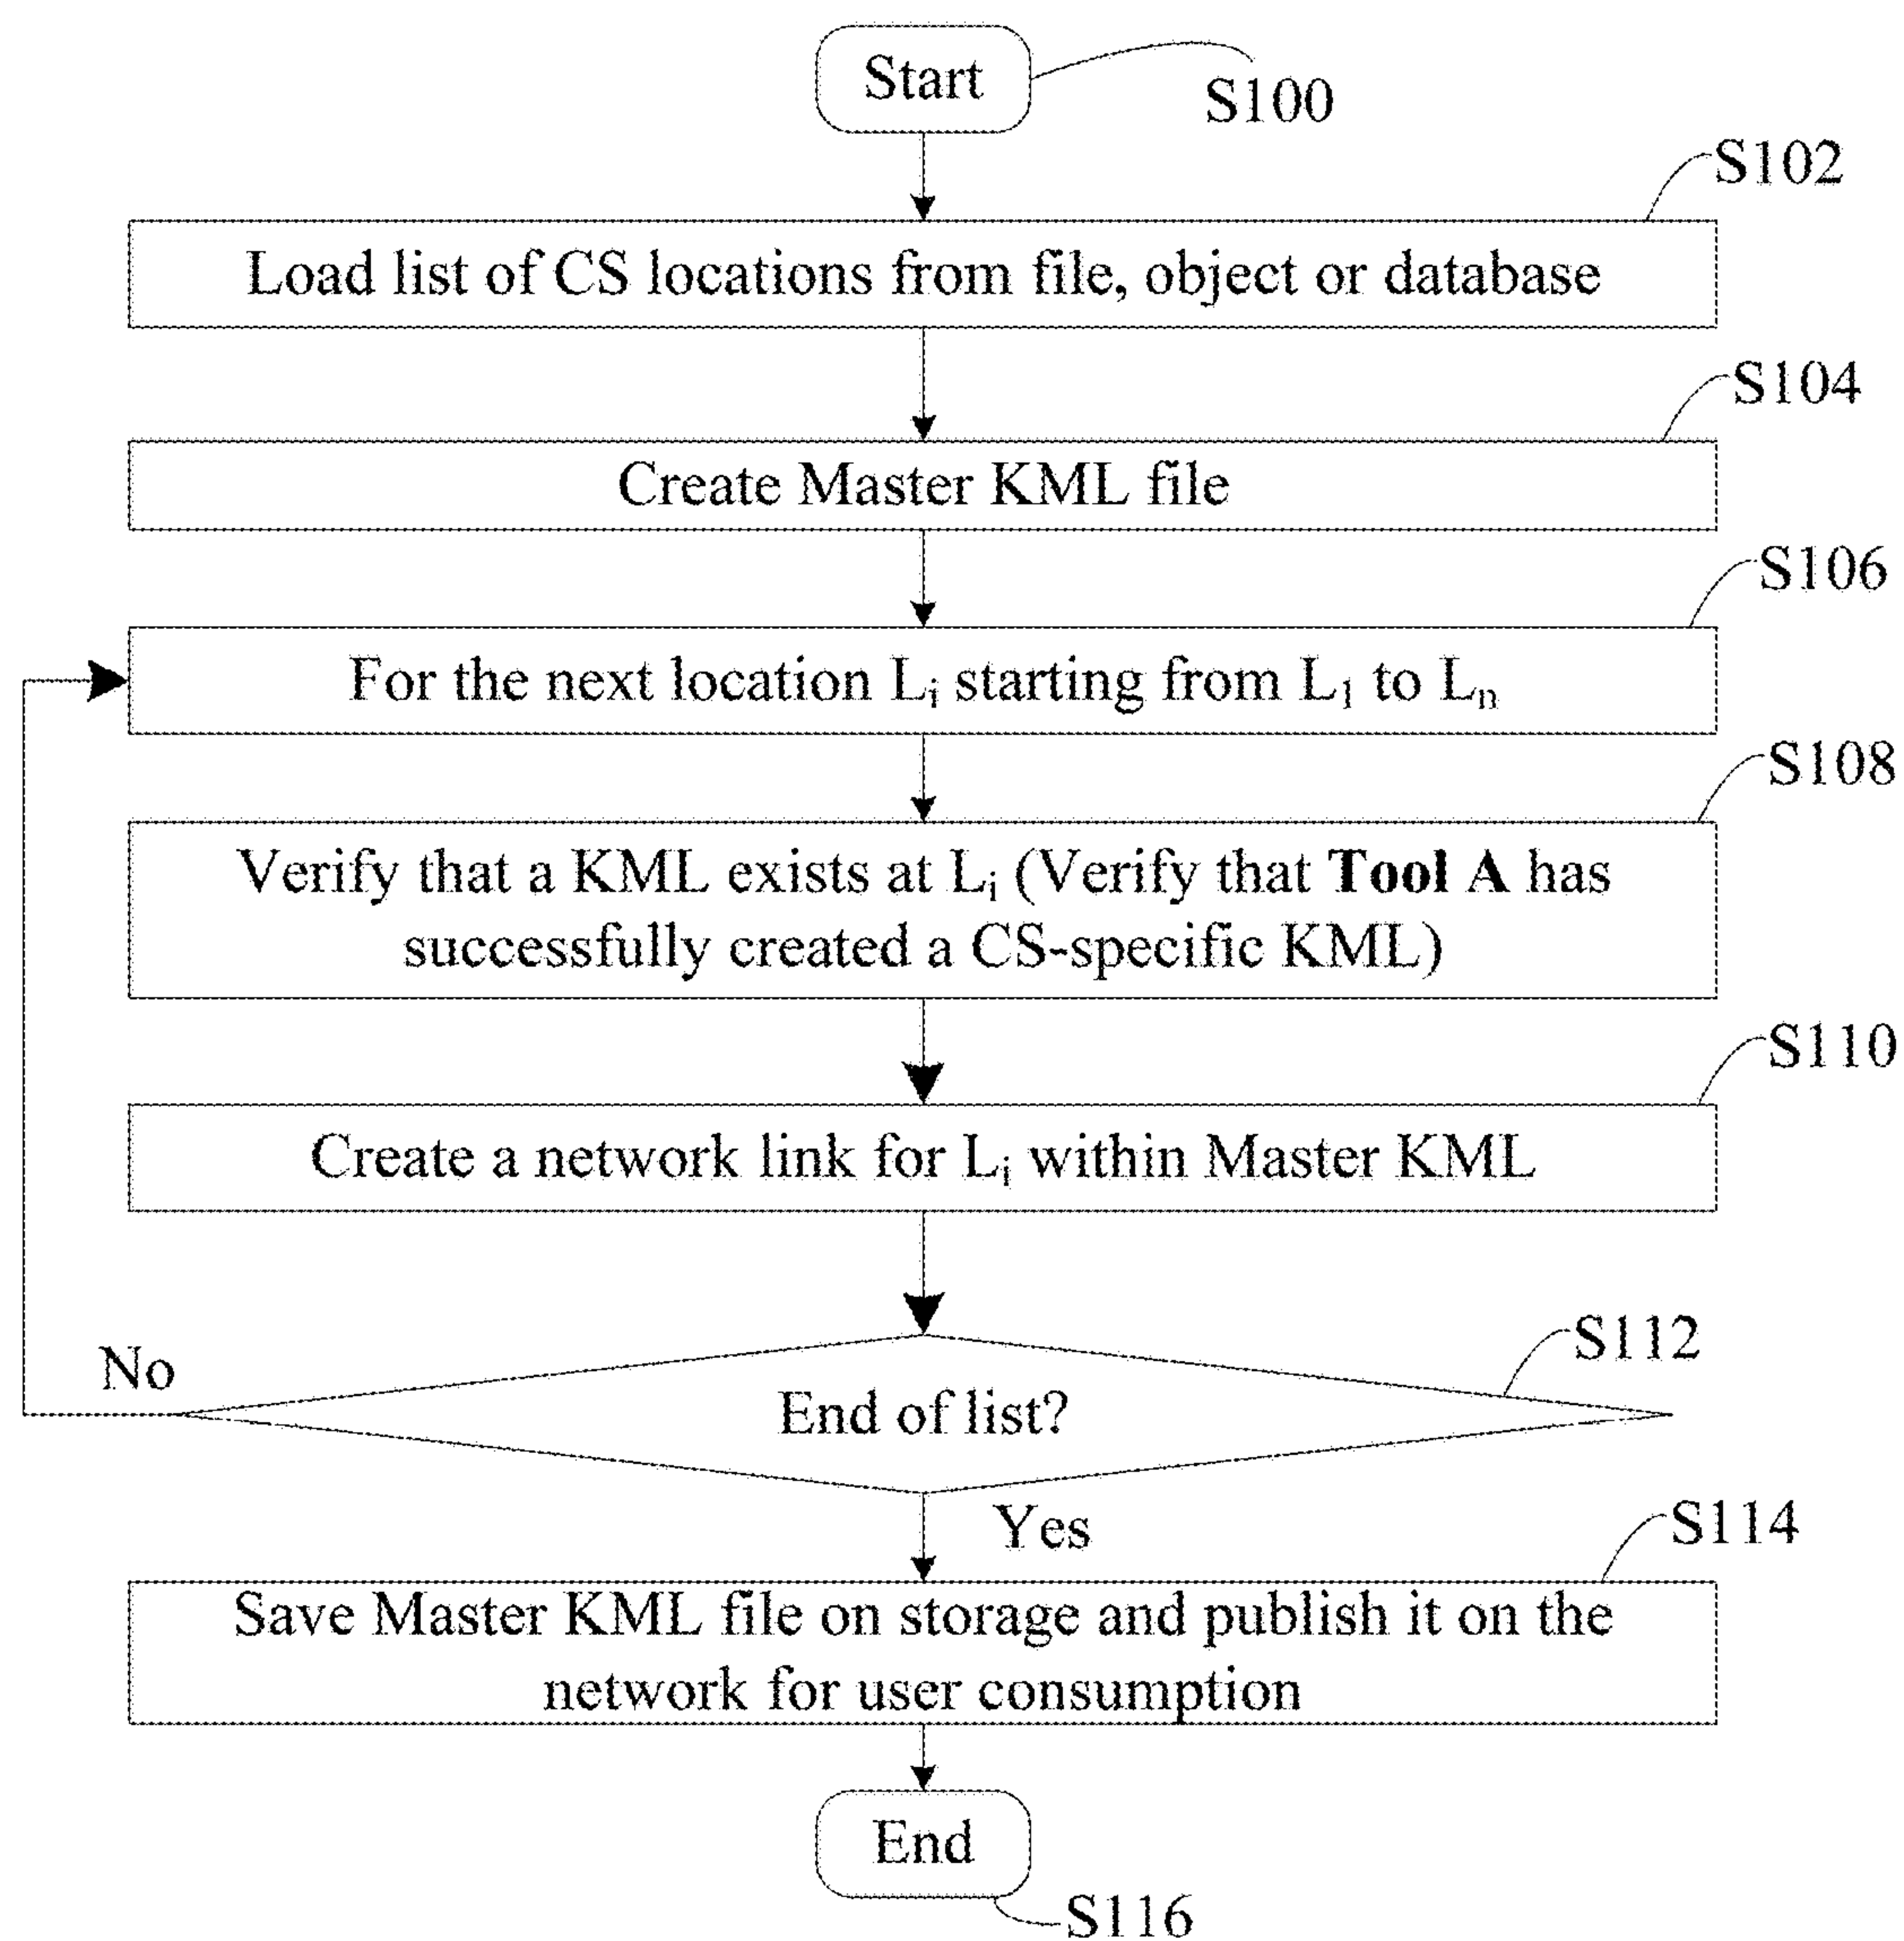 Start
S100
S102
Load list of CS locations from file, object or database
S104
Create Master KML file
S106
For the next location Li starting from L1 to Ln
S108
Verify that a KML exists at Li (Verify that Tool A has
successfully created a CS-specific KML)
S110
Create a network link for Li within Master KML
S112
No
End of list?
Yes
S114
Save Master KML file on storage and publish it on the
network for user consumption
End
S116